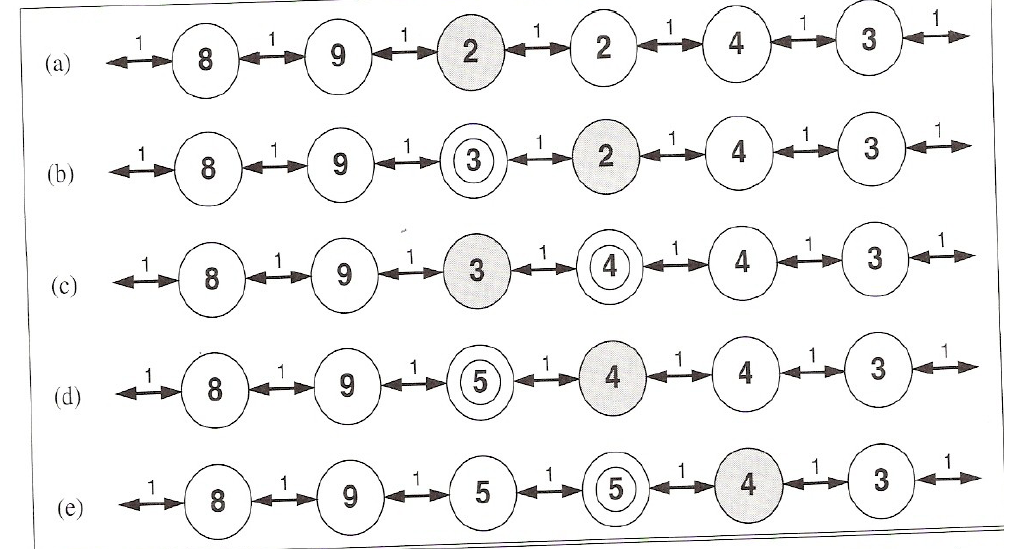 (a) 1 8 1 9 1 2 1 2 1 4 1 3 1
(b) 1 8 1 9 1 3 1 2 1 4 1 3 1
(c) 1 8 1 9 1 3 1 4 1 4 1 3 1
(d) 1 8 1 9 1 5 1 4 1 4 1 3 1
(e) 1 8 1 9 1 5 1 5 1 4 1 3 1